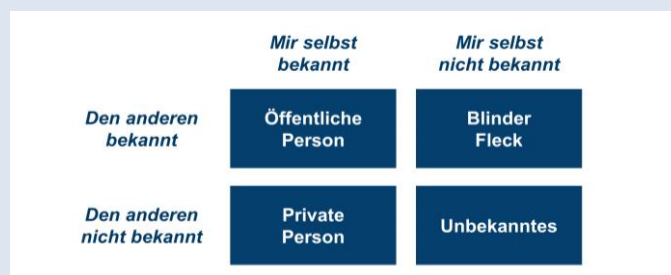 Mir selbst
bekannt
Mir selbst
nicht bekannt
Den anderen
bekannt
Öffentliche
Person
Blinder
Fleck
Den anderen
nicht bekannt
Private
Person
Unbekanntes